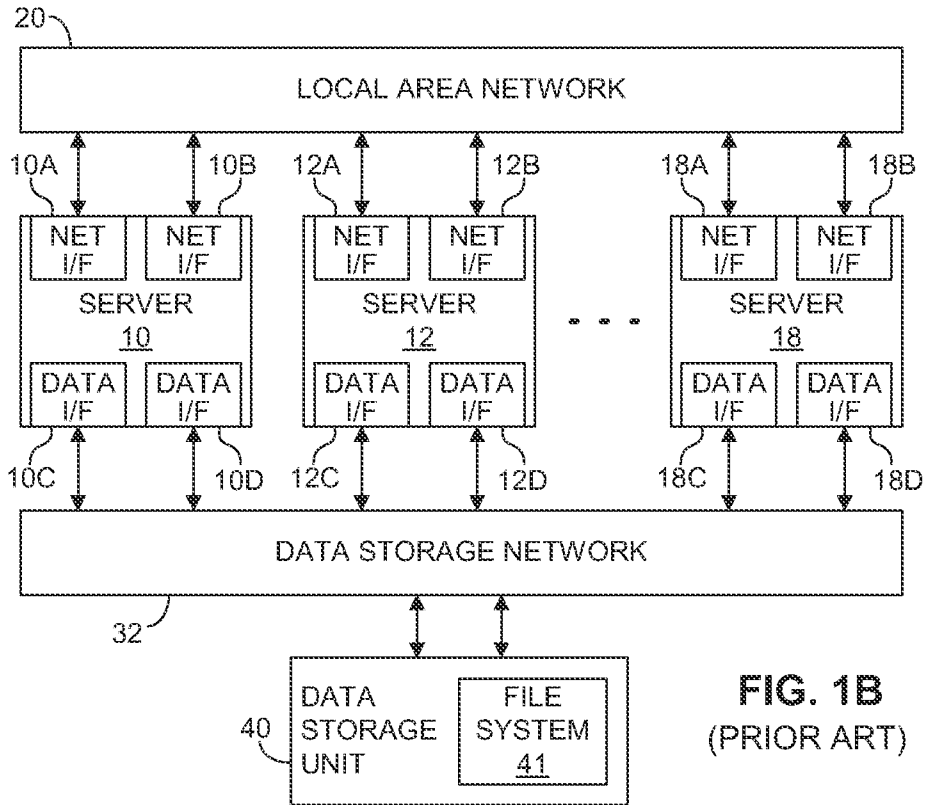 20
LOCAL AREA NETWORK
10A 10B 12A 12B 18A 18B
NET I/F NET I/F NET I/F NET I/F NET I/F NET I/F
SERVER SERVER SERVER
10 12 18
. . .
DATA I/F DATA I/F DATA I/F DATA I/F DATA I/F DATA I/F
10C 10D 12C 12D 18C 18D
DATA STORAGE NETWORK
32
40
DATA
STORAGE
UNIT
FILE
SYSTEM
41
FIG. 1B
(PRIOR ART)